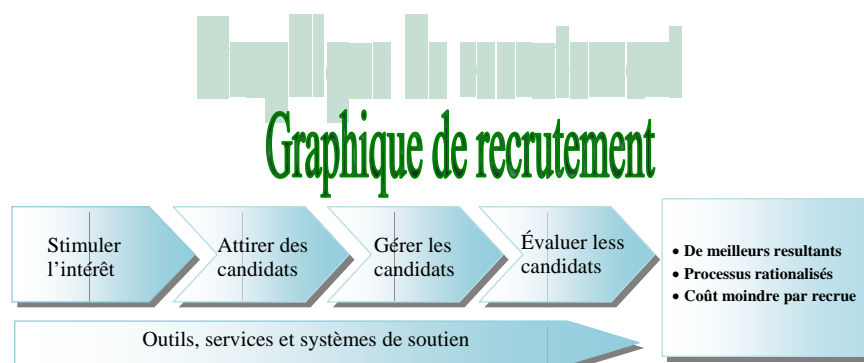 Graphique de recrutement
Stimuler
l’intérêt
Attirer des
candidats
Gérer les
candidats
Évaluer less
candidats
• De meilleurs resultants
• Processus rationalisés
• Coût moindre par recrue
Outils, services et systèmes de soutien